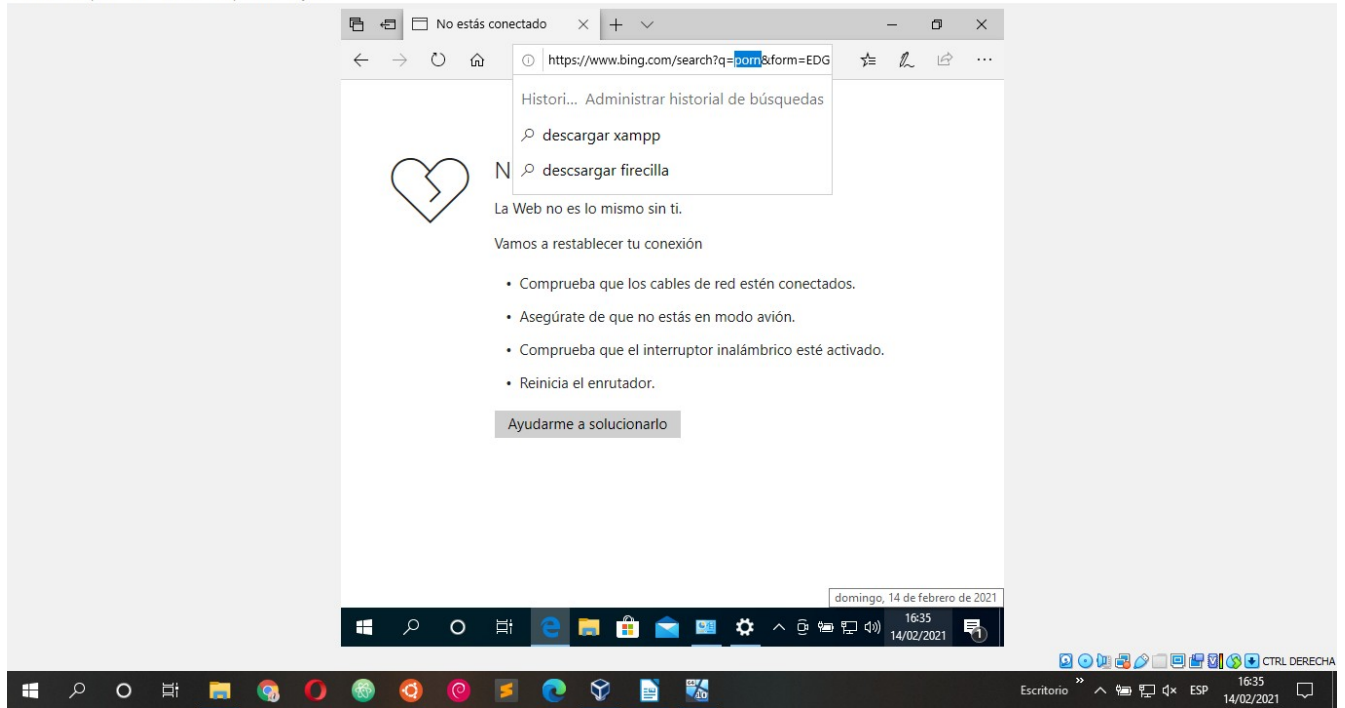 No estás conectado
https://www.bing.com/search?q=porn&form=EDG
Histori... Administrar historial de búsquedas
descargar xampp
descsargar firecilla
N
La Web no es lo mismo sin ti.
Vamos a restablecer tu conexión
• Comprueba que los cables de red estén conectados.
• Asegúrate de que no estás en modo avión.
• Comprueba que el interruptor inalámbrico esté activado.
• Reinicia el enrutador.
Ayudarme a solucionarlo
domingo, 14 de febrero de 2021
16:35
14/02/2021
1
CTRL DERECHA
Escritorio
ESP
16:35
14/02/2021